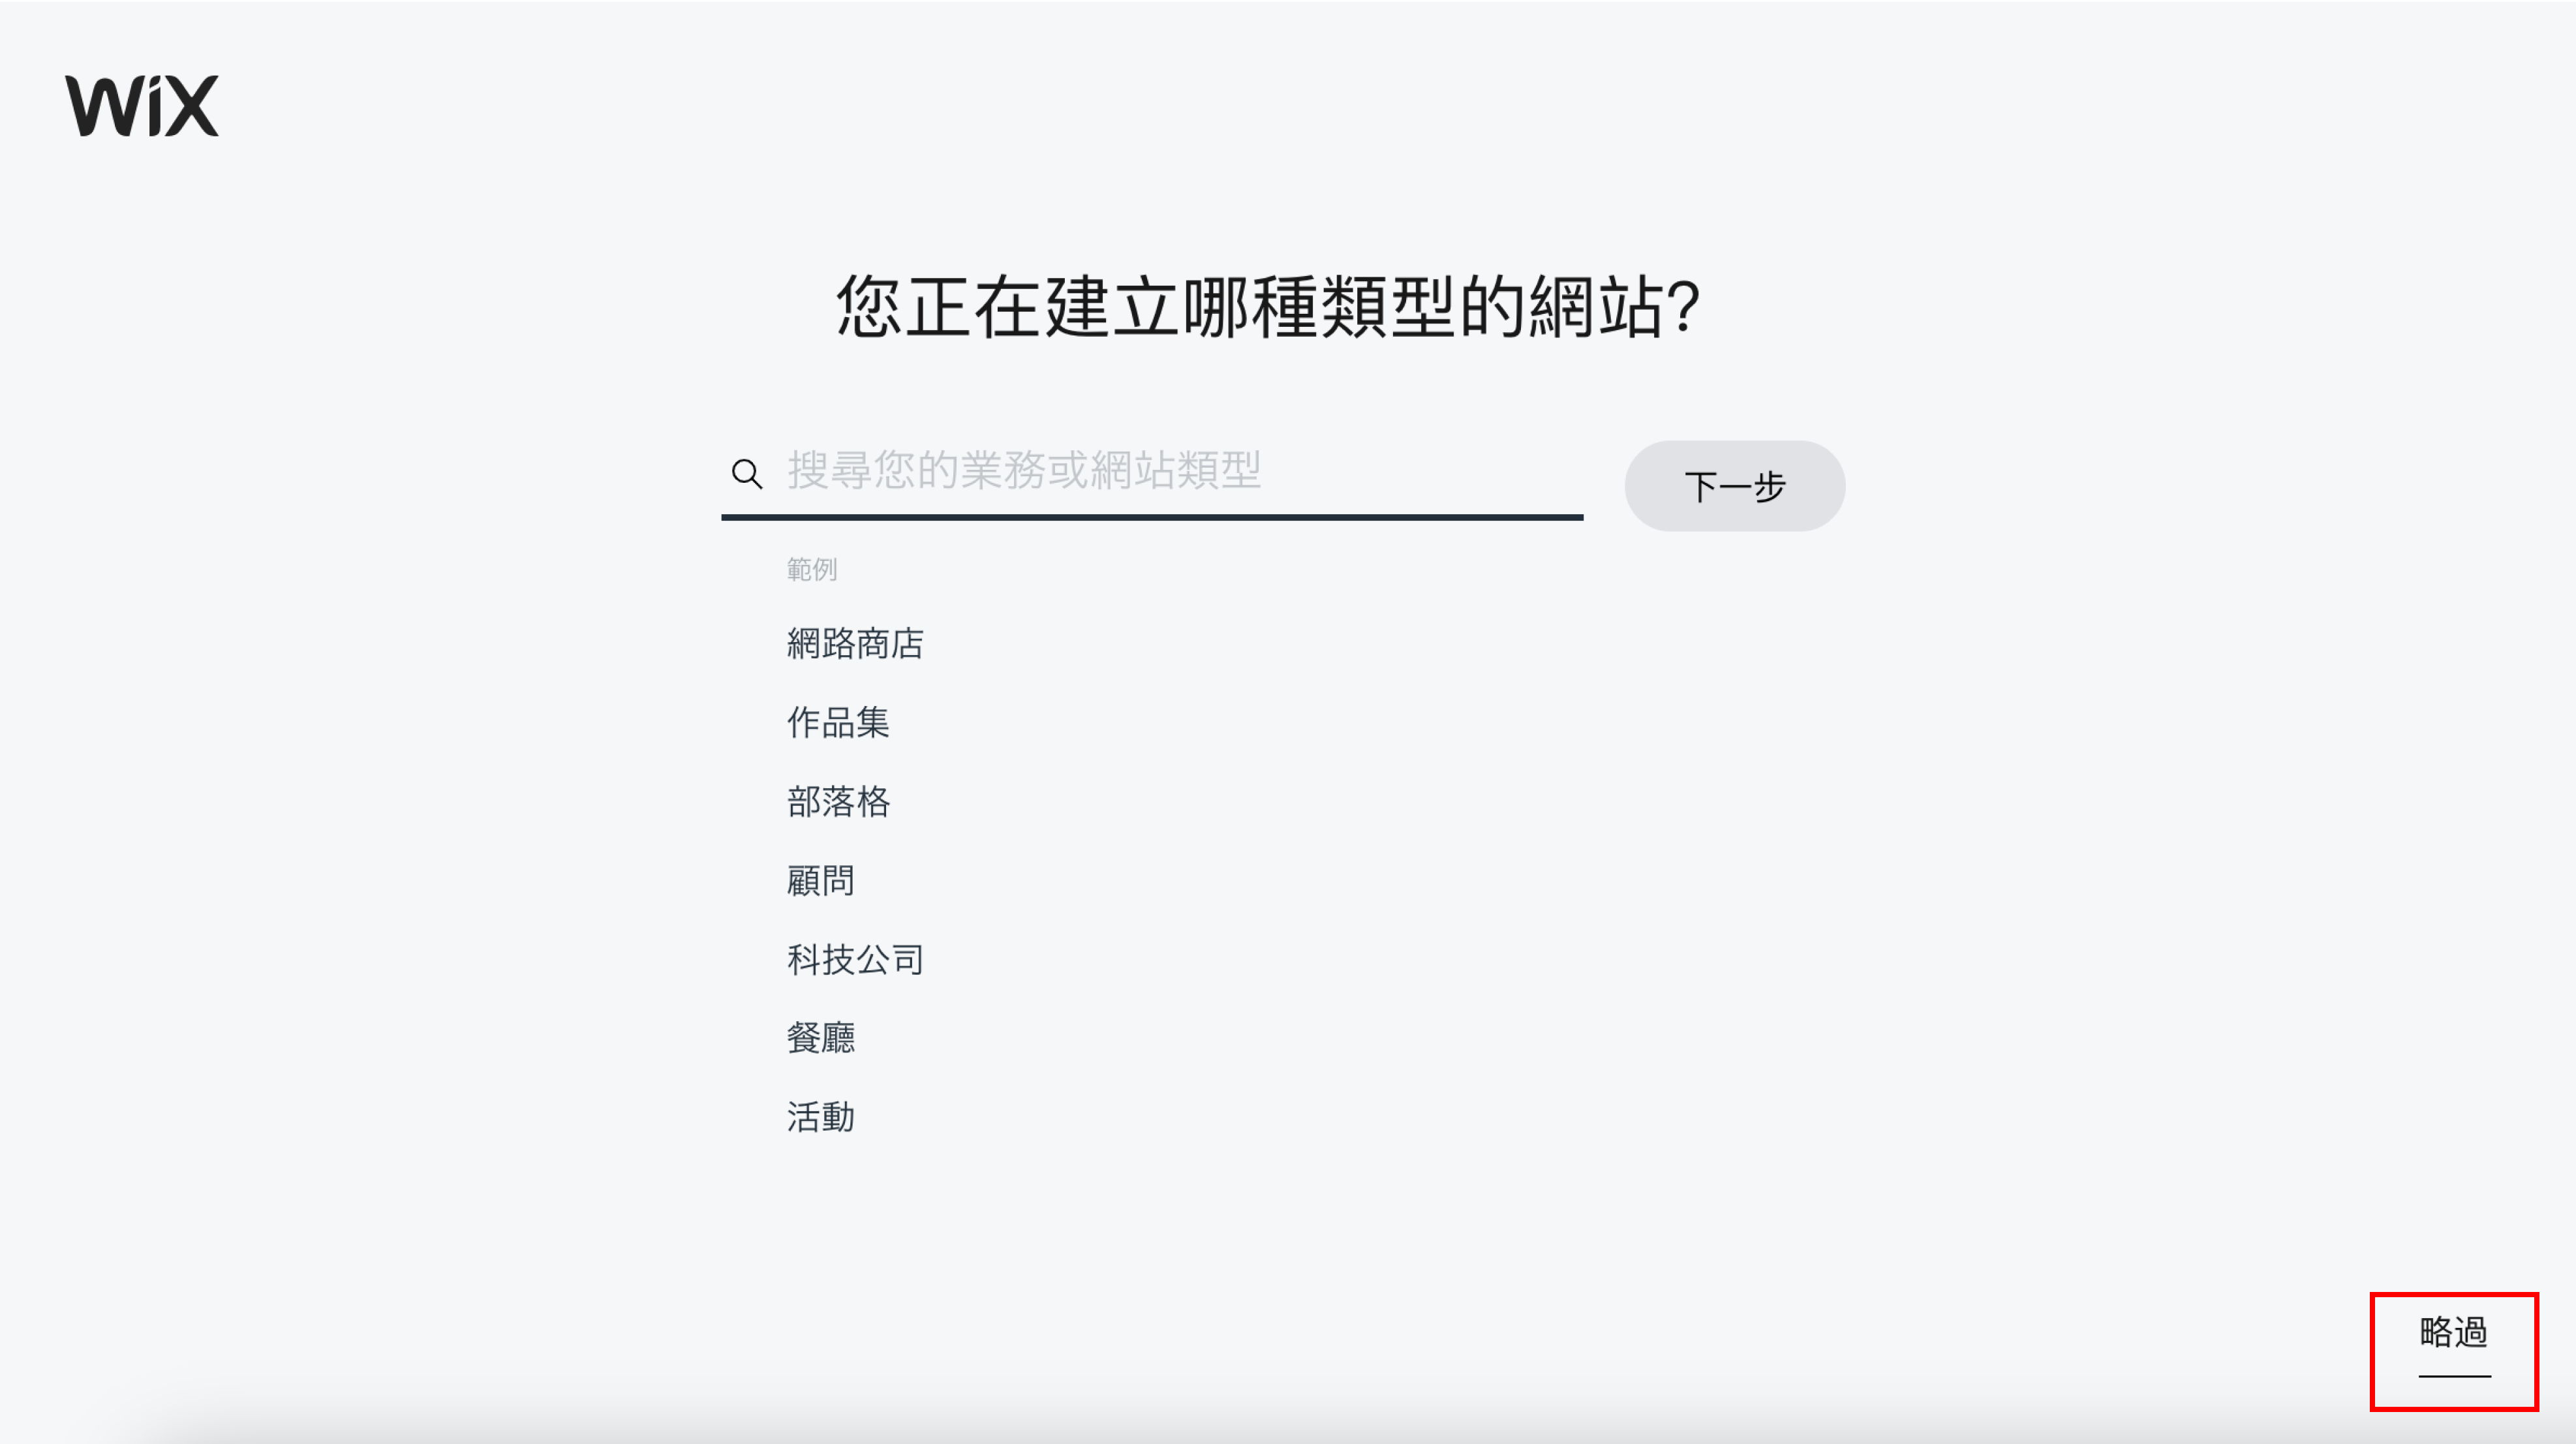 WiX
您正在建立哪種類型的網站?
搜尋您的業務或網站類型
下一步
範例
網路商店
作品集
部落格
顧問
科技公司
餐廳
活動
略過